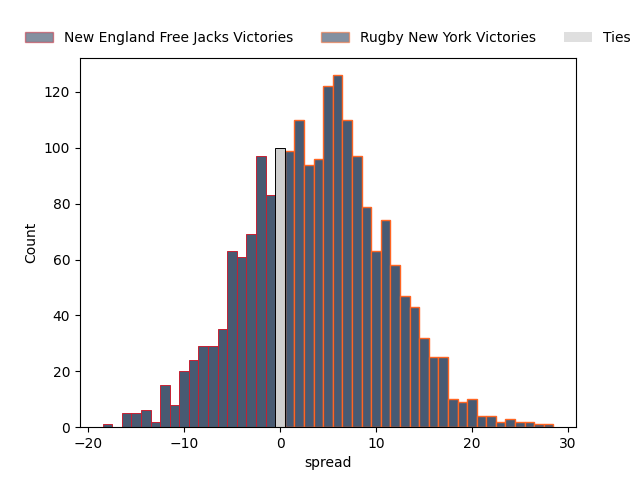 New England Free Jacks Victories Rugby New York Victories Ties
120
100
80
60
40
20
0
Count
−20 −10 0 10 20 30
spread